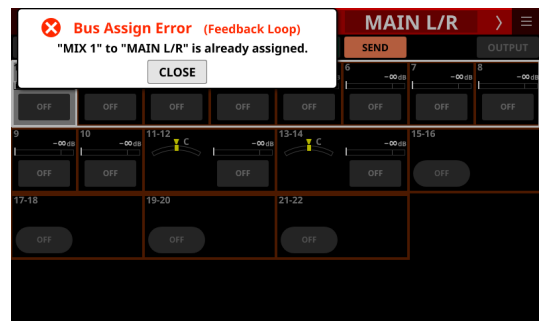 Bus Assign Error (Feedback Loop)
"MIX 1" to "MAIN L/R" is already assigned.
CLOSE
MAIN L/R
SEND
OUTPUT
6 7 8
-∞dB -∞dB -∞dB
OFF OFF OFF OFF OFF OFF OFF OFF
9 10 11-12 13-14 15-16
-∞dB -∞dB C -∞dB C -∞dB
OFF OFF OFF OFF OFF
17-18 19-20 21-22
OFF OFF OFF